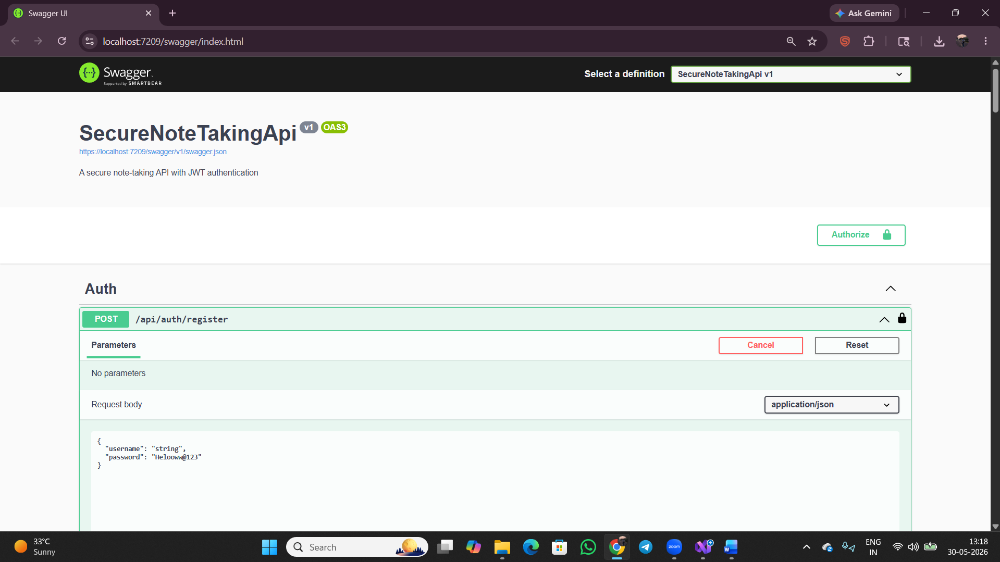 Swagger UI
Ask Gemini
localhost:7209/swagger/index.html
Swagger.
Supported by SMARTBEAR
Select a definition
SecureNoteTakingApi v1
SecureNoteTakingApi v1 OAS3
https://localhost:7209/swagger/v1/swagger.json
A secure note-taking API with JWT authentication
Authorize
Auth
POST /api/auth/register
Parameters
Cancel
Reset
No parameters
Request body
application/json
{
"username": "string",
"password": "Helooww@123"
}
33°C
Sunny
Search
zoom
W
ENG
IN
13:18
30-05-2026